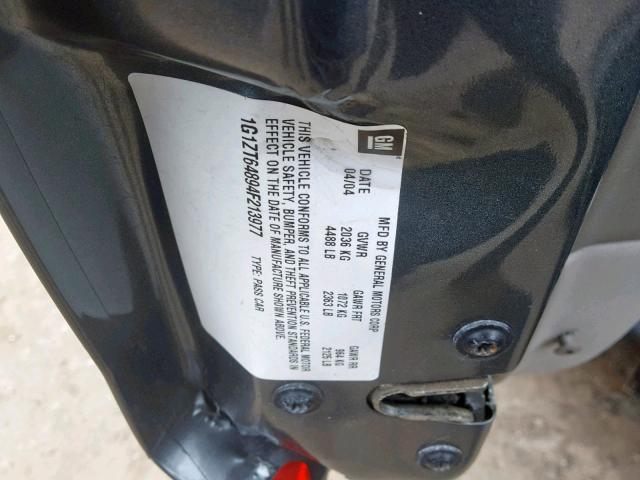 GM
MFD BY GENERAL MOTORS CORP
DATE GVWR GAWR FRT GAWR RR
04/04 2036 KG 1072 KG 964 KG
4488 LB 2363 LB 2125 LB
THIS VEHICLE CONFORMS TO ALL APPLICABLE U.S. FEDERAL MOTOR
VEHICLE SAFETY, BUMPER, AND THEFT PREVENTION STANDARDS IN
EFFECT ON THE DATE OF MANUFACTURE SHOWN ABOVE.
1G1ZT64894F213977 TYPE: PASS CAR